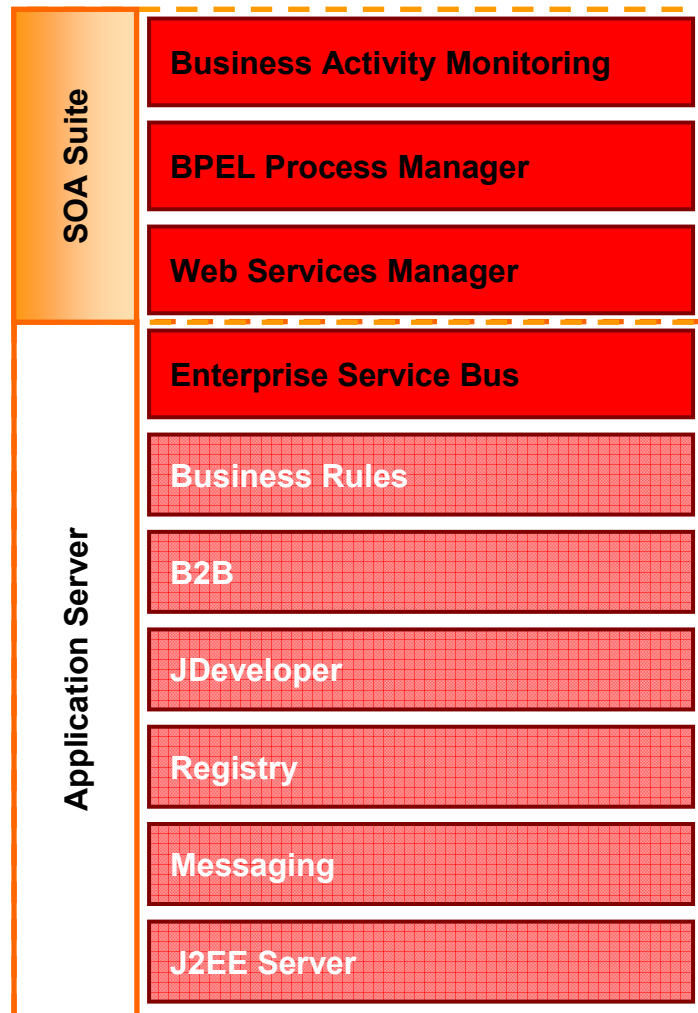 SOA Suite
Business Activity Monitoring
BPEL Process Manager
Web Services Manager
Application Server
Enterprise Service Bus
Business Rules
B2B
JDeveloper
Registry
Messaging
J2EE Server